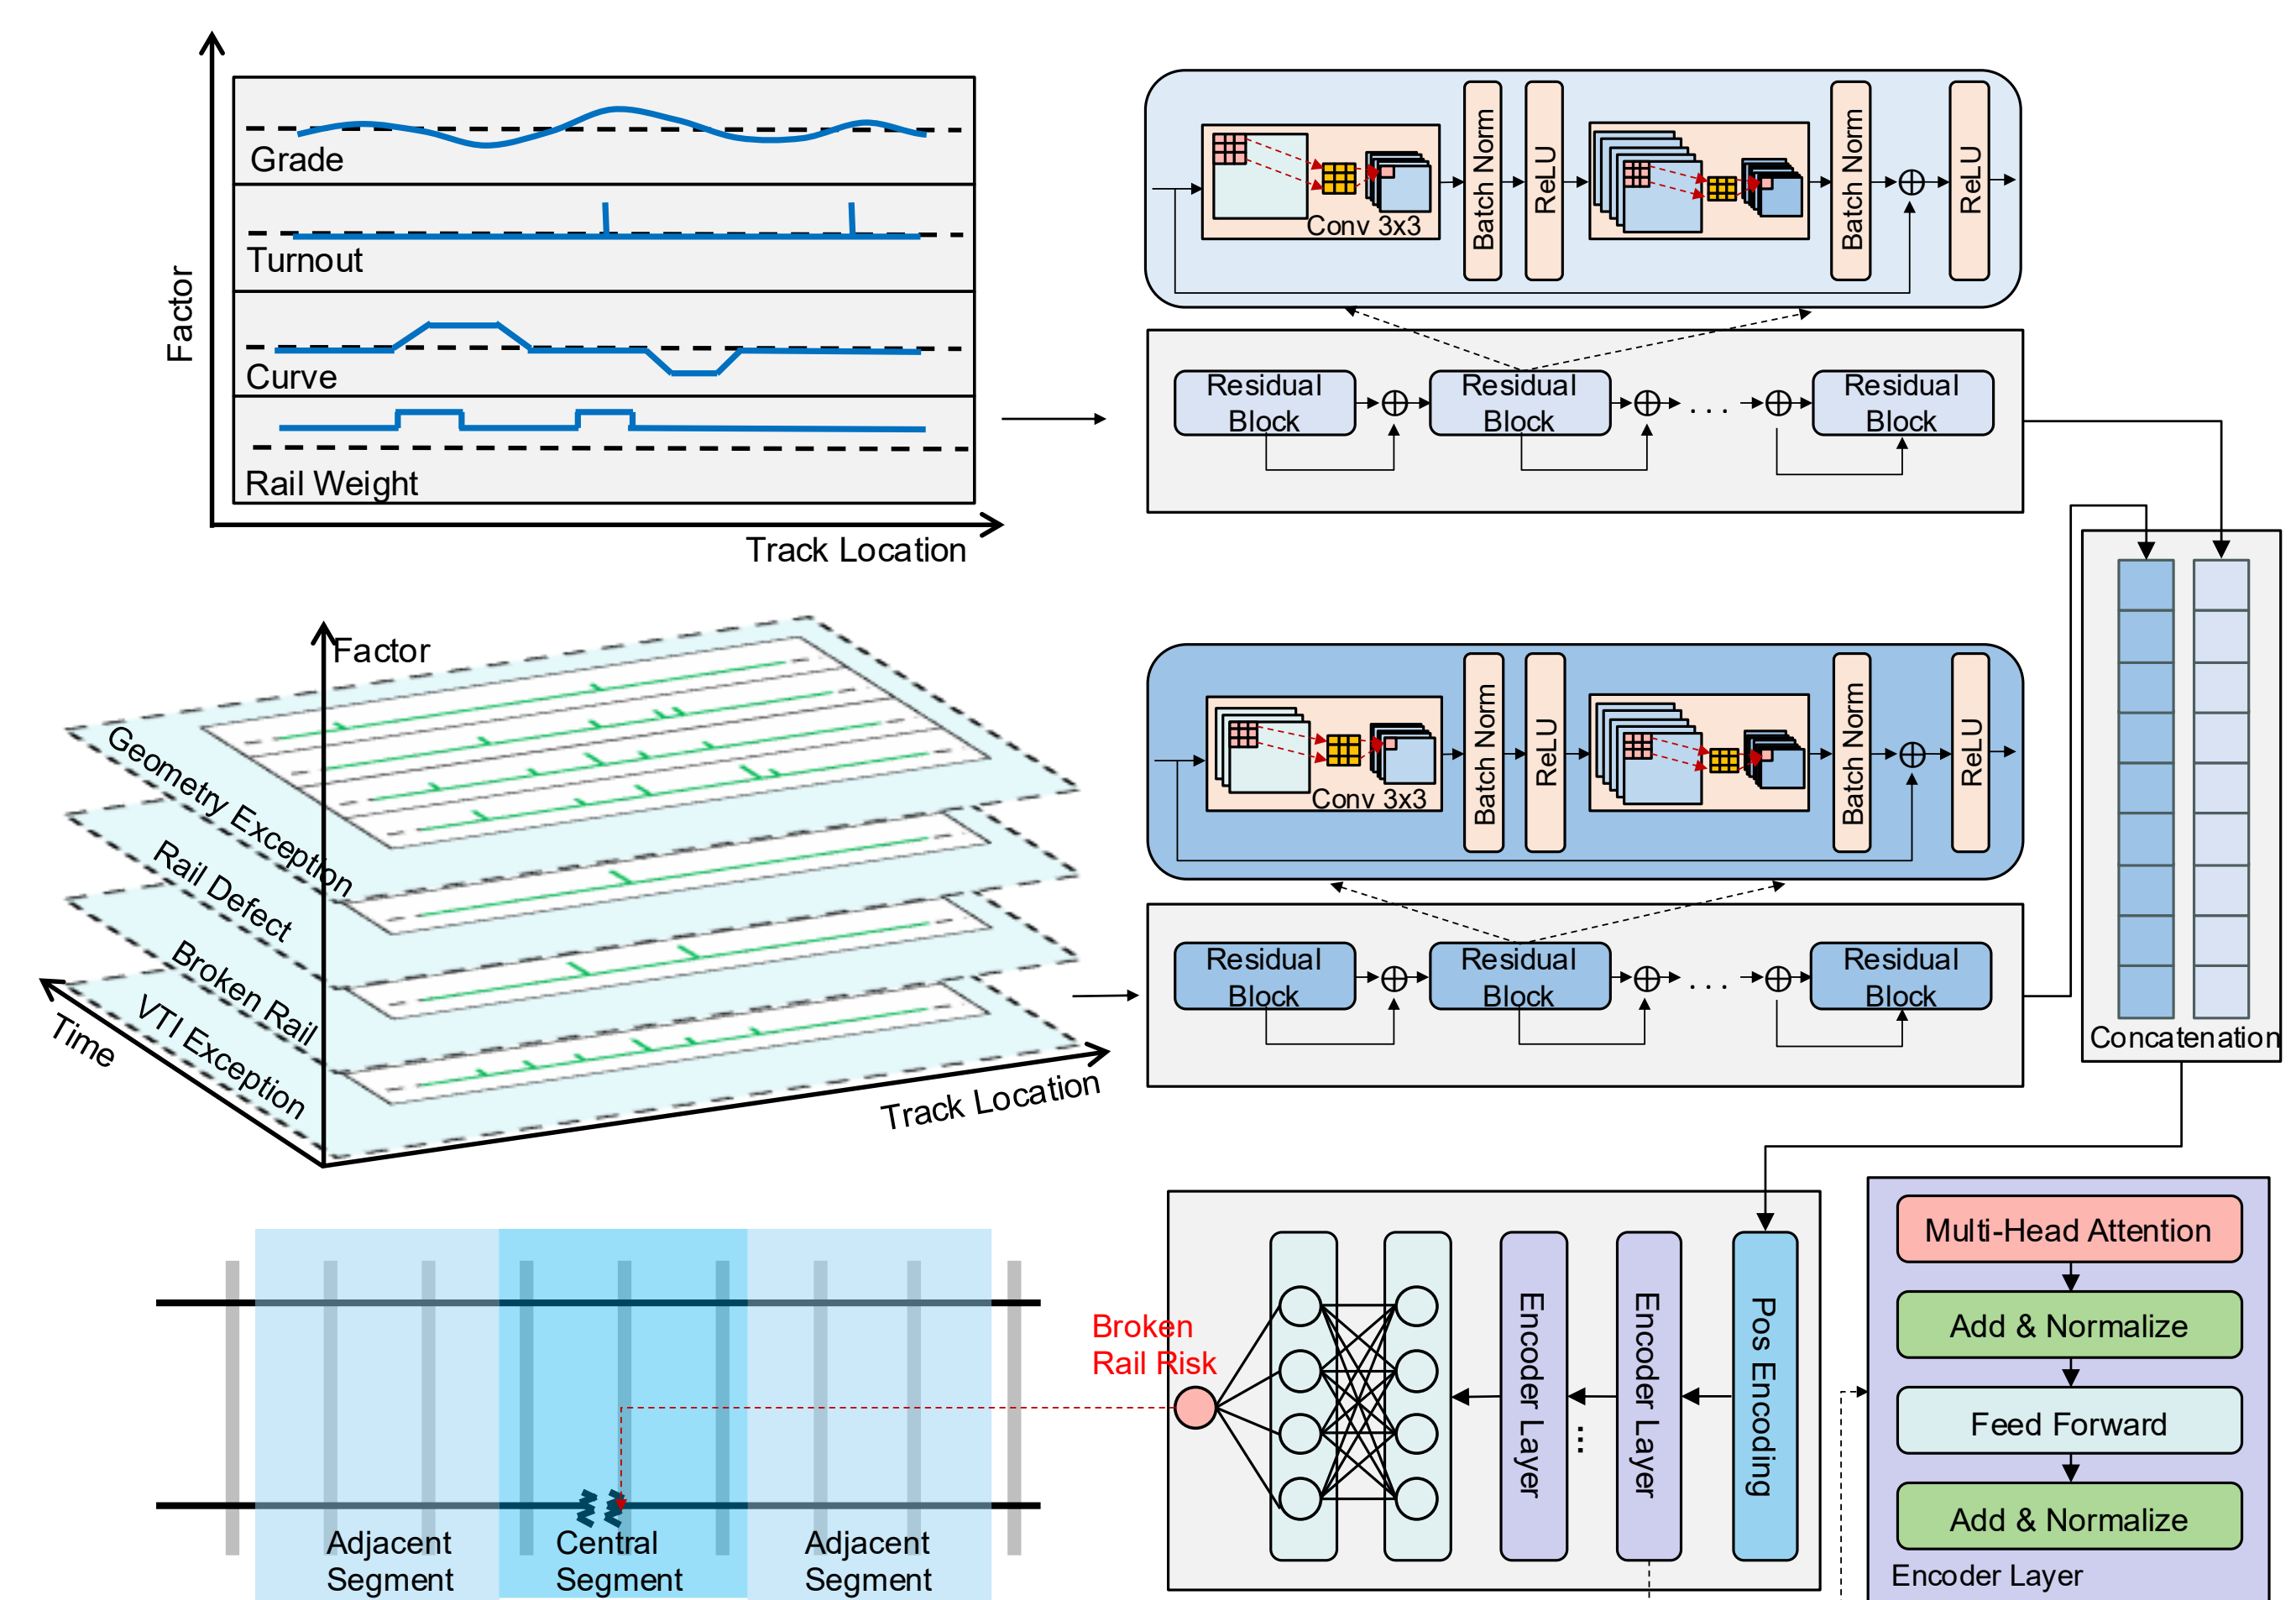 Factor
Grade
Turnout
Curve
Rail Weight
Track Location
Conv 3x3
Batch Norm
ReLU
Batch Norm
ReLU
Residual
Block
Residual
Block
. . .
Residual
Block
Factor
Geometry Exception
Rail Defect
Broken Rail
VTI Exception
Time
Track Location
Conv 3x3
Batch Norm
ReLU
Batch Norm
ReLU
Residual
Block
Residual
Block
. . .
Residual
Block
Concatenation
Adjacent
Segment
Central
Segment
Adjacent
Segment
Broken
Rail Risk
Encoder Layer
...
Encoder Layer
Pos Encoding
Multi-Head Attention
Add & Normalize
Feed Forward
Add & Normalize
Encoder Layer